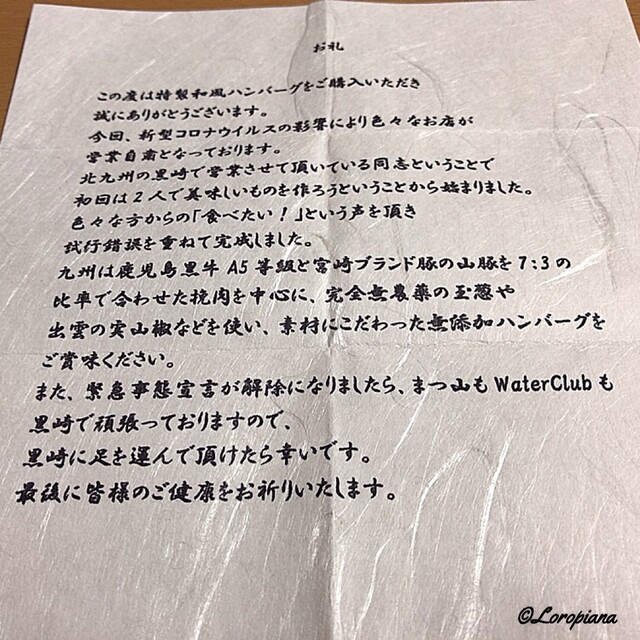 お礼
この度は特製和風ハンバーグをご購入いただき
試にありがとうございます。
今回、新型コロナウイルスの影響により色々なお店が
営業自粛となっております。
北九州の黒崎で営業させて頂いている同志ということで
初回は2人で美味しいものを作ろうということから始まりました。
色々な方からの「食べたい！」という声を頂き
試行錯誤を重ねて完成しました。
九州は鹿児島黒牛A5等級と宮崎ブランド豚の山豚を7:3の
比率で合わせた挽肉を中心に、完全無農薬の玉葱や
出雲の実山椒などを使い、素材にこだわった無添加ハンバーグを
ご賞味ください。
また、緊急事態宣言が解除になりましたら、まつ山もWaterClubも
黒崎で頑張っておりますので、
黒崎に足を運んで頂けたら幸いです。
最後に皆様のご健康をお祈りいたします。
©Loropiana